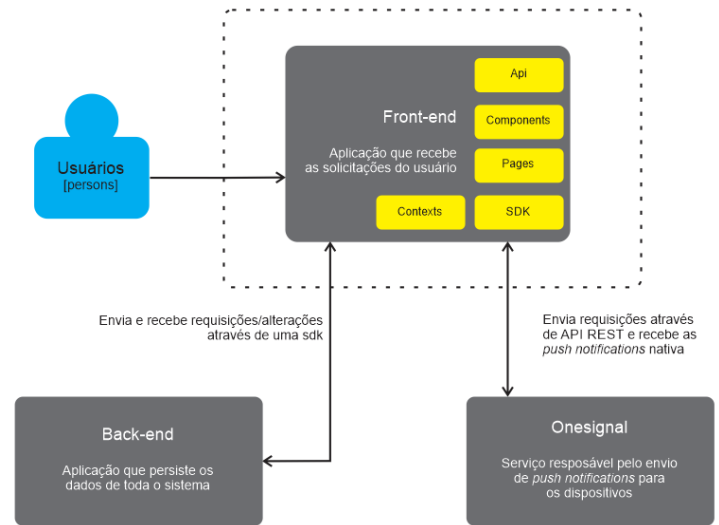 Api
Front-end
Components
Aplicação que recebe
as solicitações do usuário
Pages
Contexts
SDK
Usuários
[persons]
Envia e recebe requisições/alterações
através de uma sdk
Envia requisições através
de API REST e recebe as
push notifications nativa
Back-end
Aplicação que persiste os
dados de toda o sistema
Onesignal
Serviço resposável pelo envio
de push notifications para
os dispositivos